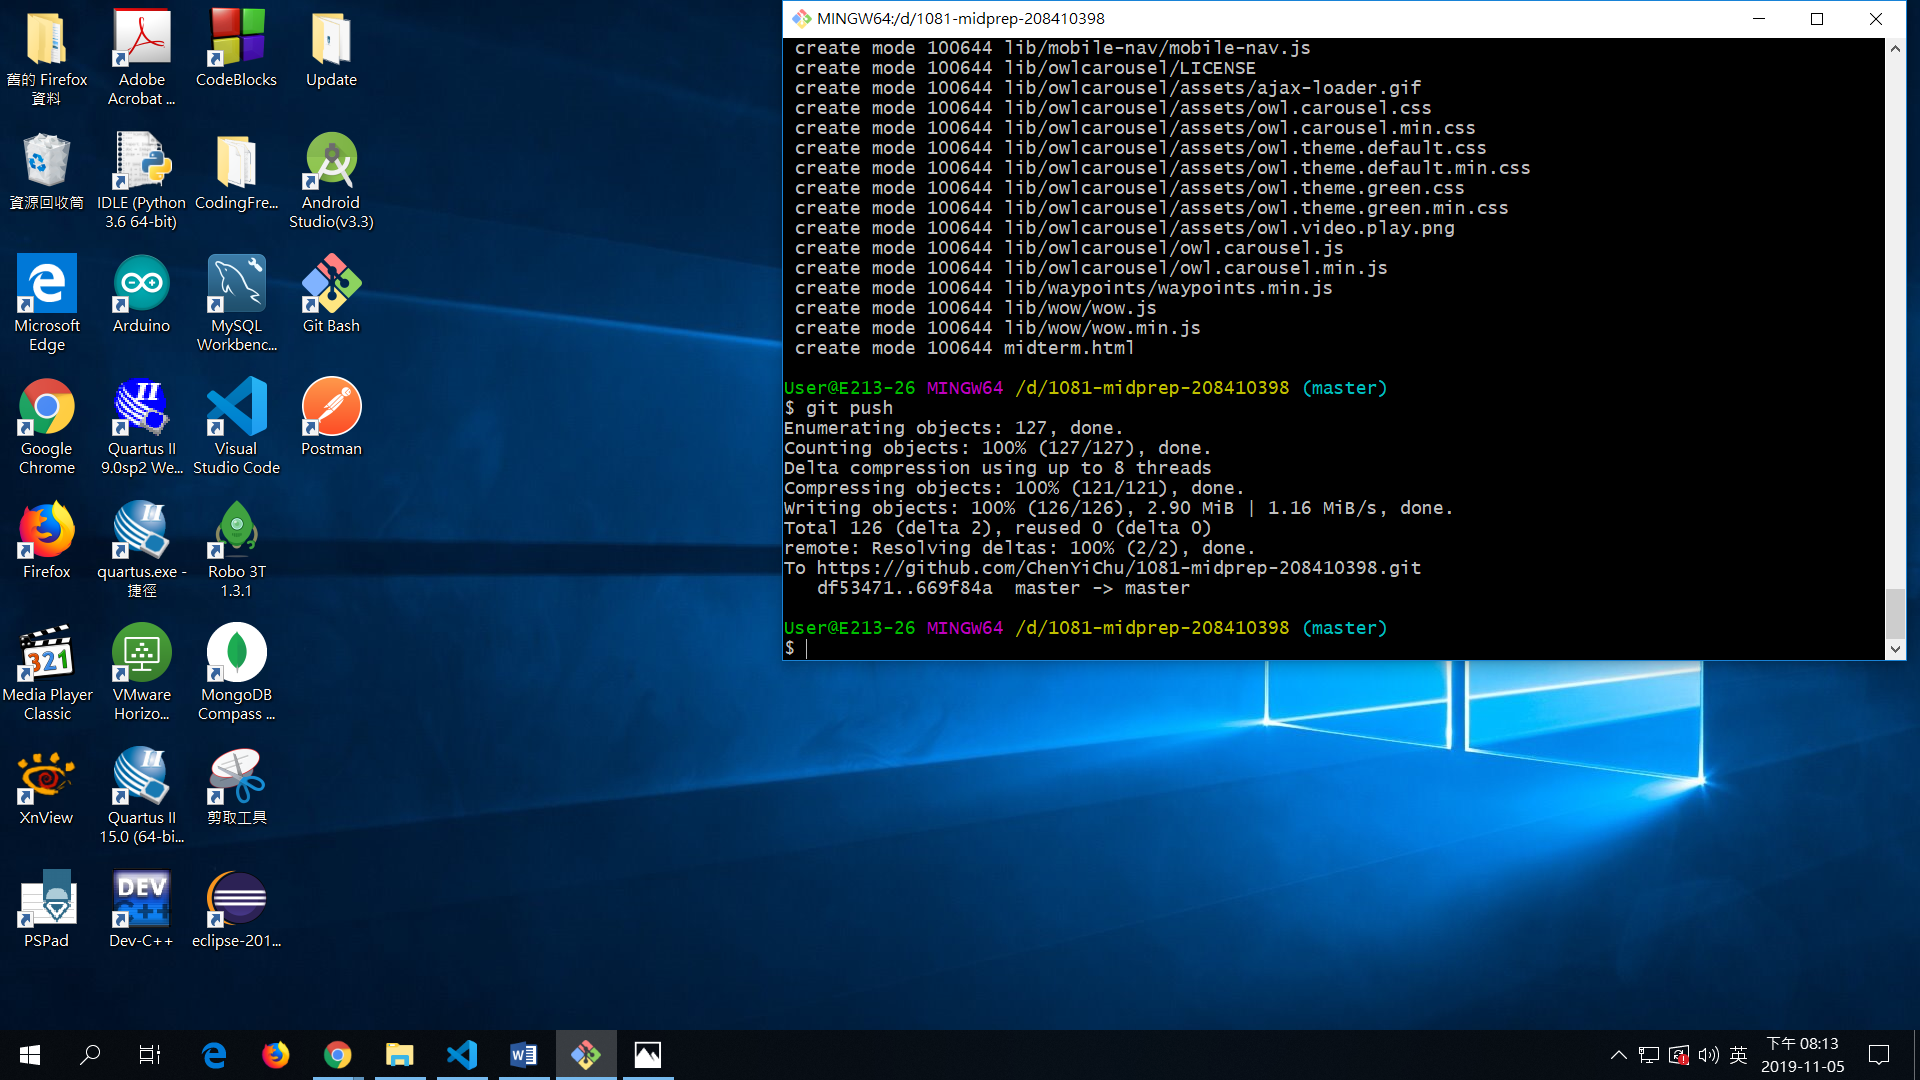 舊的 Firefox
資料
Adobe
Acrobat ...
CodeBlocks
Update
資源回收筒
IDLE (Python
3.6 64-bit)
CodingFre...
Android
Studio(v3.3)
Microsoft
Edge
Arduino
MySQL
Workbenc...
Git Bash
Google
Chrome
Quartus II
9.0sp2 We...
Visual
Studio Code
Postman
Firefox
quartus.exe -
捷徑
Robo 3T
1.3.1
321
Media Player
Classic
VMware
Horizo...
MongoDB
Compass ...
XnView
Quartus II
15.0 (64-bi...
剪取工具
PSPad
DEV
C++
Dev-C++
eclipse-201...
MINGW64:/d/1081-midprep-208410398
create mode 100644 lib/mobile-nav/mobile-nav.js
create mode 100644 lib/owlcarousel/LICENSE
create mode 100644 lib/owlcarousel/assets/ajax-loader.gif
create mode 100644 lib/owlcarousel/assets/owl.carousel.css
create mode 100644 lib/owlcarousel/assets/owl.carousel.min.css
create mode 100644 lib/owlcarousel/assets/owl.theme.default.css
create mode 100644 lib/owlcarousel/assets/owl.theme.default.min.css
create mode 100644 lib/owlcarousel/assets/owl.theme.green.css
create mode 100644 lib/owlcarousel/assets/owl.theme.green.min.css
create mode 100644 lib/owlcarousel/assets/owl.video.play.png
create mode 100644 lib/owlcarousel/owl.carousel.js
create mode 100644 lib/owlcarousel/owl.carousel.min.js
create mode 100644 lib/waypoints/waypoints.min.js
create mode 100644 lib/wow/wow.js
create mode 100644 lib/wow/wow.min.js
create mode 100644 midterm.html
User@E213-26 MINGW64 /d/1081-midprep-208410398 (master)
$ git push
Enumerating objects: 127, done.
Counting objects: 100% (127/127), done.
Delta compression using up to 8 threads
Compressing objects: 100% (121/121), done.
Writing objects: 100% (126/126), 2.90 MiB | 1.16 MiB/s, done.
Total 126 (delta 2), reused 0 (delta 0)
remote: Resolving deltas: 100% (2/2), done.
To https://github.com/ChenYiChu/1081-midprep-208410398.git
df53471..669f84a  master -> master
User@E213-26 MINGW64 /d/1081-midprep-208410398 (master)
$
英
下午 08:13
2019-11-05